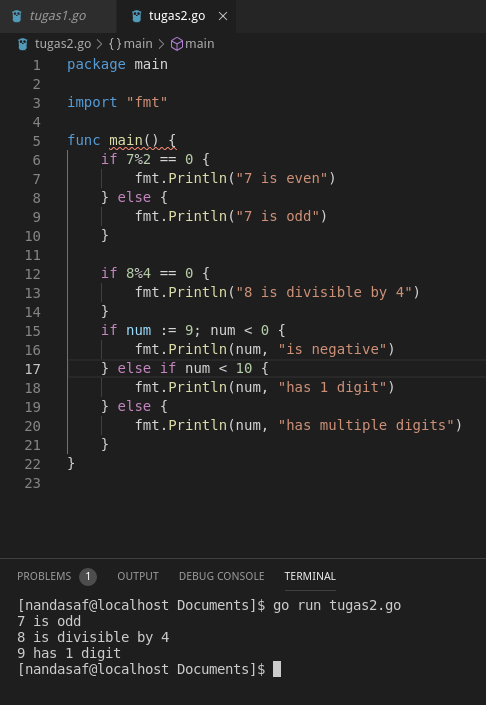 tugas1.go tugas2.go
tugas2.go > {} main > main
1 package main
2
3 import "fmt"
4
5 func main() {
6     if 7%2 == 0 {
7         fmt.Println("7 is even")
8     } else {
9         fmt.Println("7 is odd")
10     }
11
12     if 8%4 == 0 {
13         fmt.Println("8 is divisible by 4")
14     }
15     if num := 9; num < 0 {
16         fmt.Println(num, "is negative")
17     } else if num < 10 {
18         fmt.Println(num, "has 1 digit")
19     } else {
20         fmt.Println(num, "has multiple digits")
21     }
22 }
23
PROBLEMS 1 OUTPUT DEBUG CONSOLE TERMINAL
[nandasaf@localhost Documents]$ go run tugas2.go
7 is odd
8 is divisible by 4
9 has 1 digit
[nandasaf@localhost Documents]$